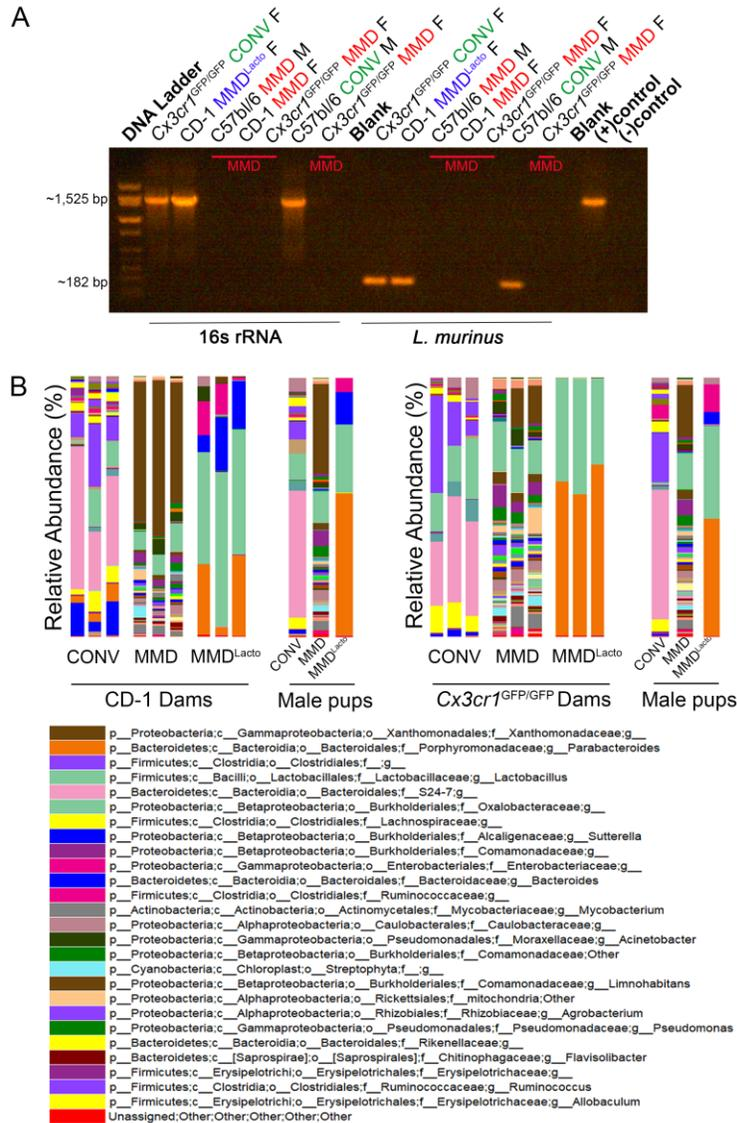 A
DNA Ladder
Cx3cr1GFP/GFP CONV F
CD-1 MMDLacto F
C57bl/6 MMD M
CD-1 MMD F
Cx3cr1GFP/GFP MMD F
C57bl/6 CONV M
Cx3cr1GFP/GFP MMD F
Blank
Cx3cr1GFP/GFP CONV F
CD-1 MMDLacto F
C57bl/6 MMD M
CD-1 MMD F
Cx3cr1GFP/GFP MMD F
C57bl/6 CONV M
Cx3cr1GFP/GFP MMD F
Blank
(+)control
(-)control
MMD MMD MMD MMD
~1,525 bp
~182 bp
16s rRNA L. murinus
B
Relative Abundance (%)
Relative Abundance (%)
CONV MMD MMDLacto CONV MMD MMDLacto CONV MMD MMDLacto CONV MMD MMDLacto
CD-1 Dams Male pups Cx3cr1GFP/GFP Dams Male pups
p__Proteobacteria;c__Gammaproteobacteria;o__Xanthomonadales;f__Xanthomonadaceae;g__
p__Bacteroidetes;c__Bacteroidia;o__Bacteroidales;f__Porphyromonadaceae;g__Parabacteroides
p__Firmicutes;c__Clostridia;o__Clostridiales;f__;g__
p__Firmicutes;c__Bacilli;o__Lactobacillales;f__Lactobacillaceae;g__Lactobacillus
p__Bacteroidetes;c__Bacteroidia;o__Bacteroidales;f__S24-7;g__
p__Proteobacteria;c__Betaproteobacteria;o__Burkholderiales;f__Oxalobacteraceae;g__
p__Firmicutes;c__Clostridia;o__Clostridiales;f__Lachnospiraceae;g__
p__Proteobacteria;c__Betaproteobacteria;o__Burkholderiales;f__Alcaligenaceae;g__Sutterella
p__Proteobacteria;c__Betaproteobacteria;o__Burkholderiales;f__Comamonadaceae;g__
p__Proteobacteria;c__Gammaproteobacteria;o__Enterobacteriales;f__Enterobacteriaceae;g__
p__Bacteroidetes;c__Bacteroidia;o__Bacteroidales;f__Bacteroidaceae;g__Bacteroides
p__Firmicutes;c__Clostridia;o__Clostridiales;f__Ruminococcaceae;g__
p__Actinobacteria;c__Actinobacteria;o__Actinomycetales;f__Mycobacteriaceae;g__Mycobacterium
p__Proteobacteria;c__Alphaproteobacteria;o__Caulobacterales;f__Caulobacteraceae;g__
p__Proteobacteria;c__Gammaproteobacteria;o__Pseudomonadales;f__Moraxellaceae;g__Acinetobacter
p__Proteobacteria;c__Betaproteobacteria;o__Burkholderiales;f__Comamonadaceae;Other
p__Cyanobacteria;c__Chloroplast;o__Streptophyta;f__;g__
p__Proteobacteria;c__Betaproteobacteria;o__Burkholderiales;f__Comamonadaceae;g__Limnohabitans
p__Proteobacteria;c__Alphaproteobacteria;o__Rickettsiales;f__mitochondria;Other
p__Proteobacteria;c__Alphaproteobacteria;o__Rhizobiales;f__Rhizobiaceae;g__Agrobacterium
p__Proteobacteria;c__Gammaproteobacteria;o__Pseudomonadales;f__Pseudomonadaceae;g__Pseudomonas
p__Bacteroidetes;c__Bacteroidia;o__Bacteroidales;f__Rikenellaceae;g__
p__Bacteroidetes;c__[Saprospirae];o__[Saprospirales];f__Chitinophagaceae;g__Flavisolibacter
p__Firmicutes;c__Erysipelotrichi;o__Erysipelotrichales;f__Erysipelotrichaceae;g__
p__Firmicutes;c__Clostridia;o__Clostridiales;f__Ruminococcaceae;g__Ruminococcus
p__Firmicutes;c__Erysipelotrichi;o__Erysipelotrichales;f__Erysipelotrichaceae;g__Allobaculum
Unassigned;Other;Other;Other;Other;Other